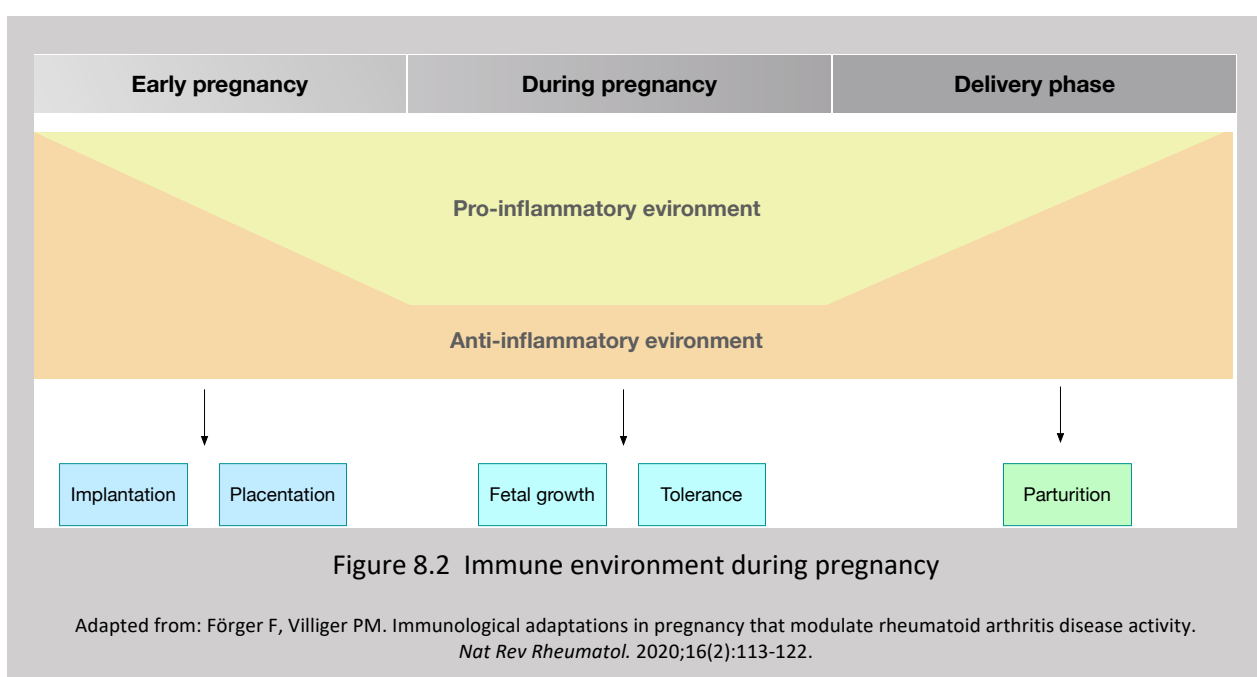 Early pregnancy
During pregnancy
Delivery phase
Pro-inflammatory evironment
Anti-inflammatory evironment
Implantation
Placentation
Fetal growth
Tolerance
Parturition
Figure 8.2 Immune environment during pregnancy
Adapted from: Förger F, Villiger PM. Immunological adaptations in pregnancy that modulate rheumatoid arthritis disease activity.
Nat Rev Rheumatol. 2020;16(2):113-122.